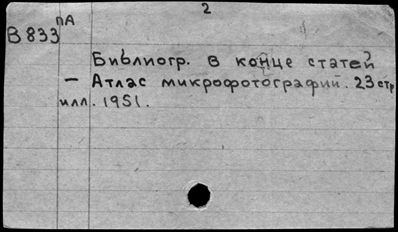 2
пА
В 833
Библиогр. в конце статей
— Атлас микрофотографий. 23 стр
илл. 1951.